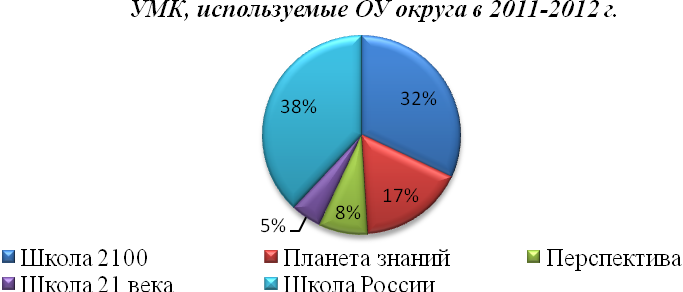 УМК, используемые ОУ округа в 2011-2012 г.
38%
32%
17%
8%
5%
Школа 2100 Планета знаний Перспектива
Школа 21 века Школа России